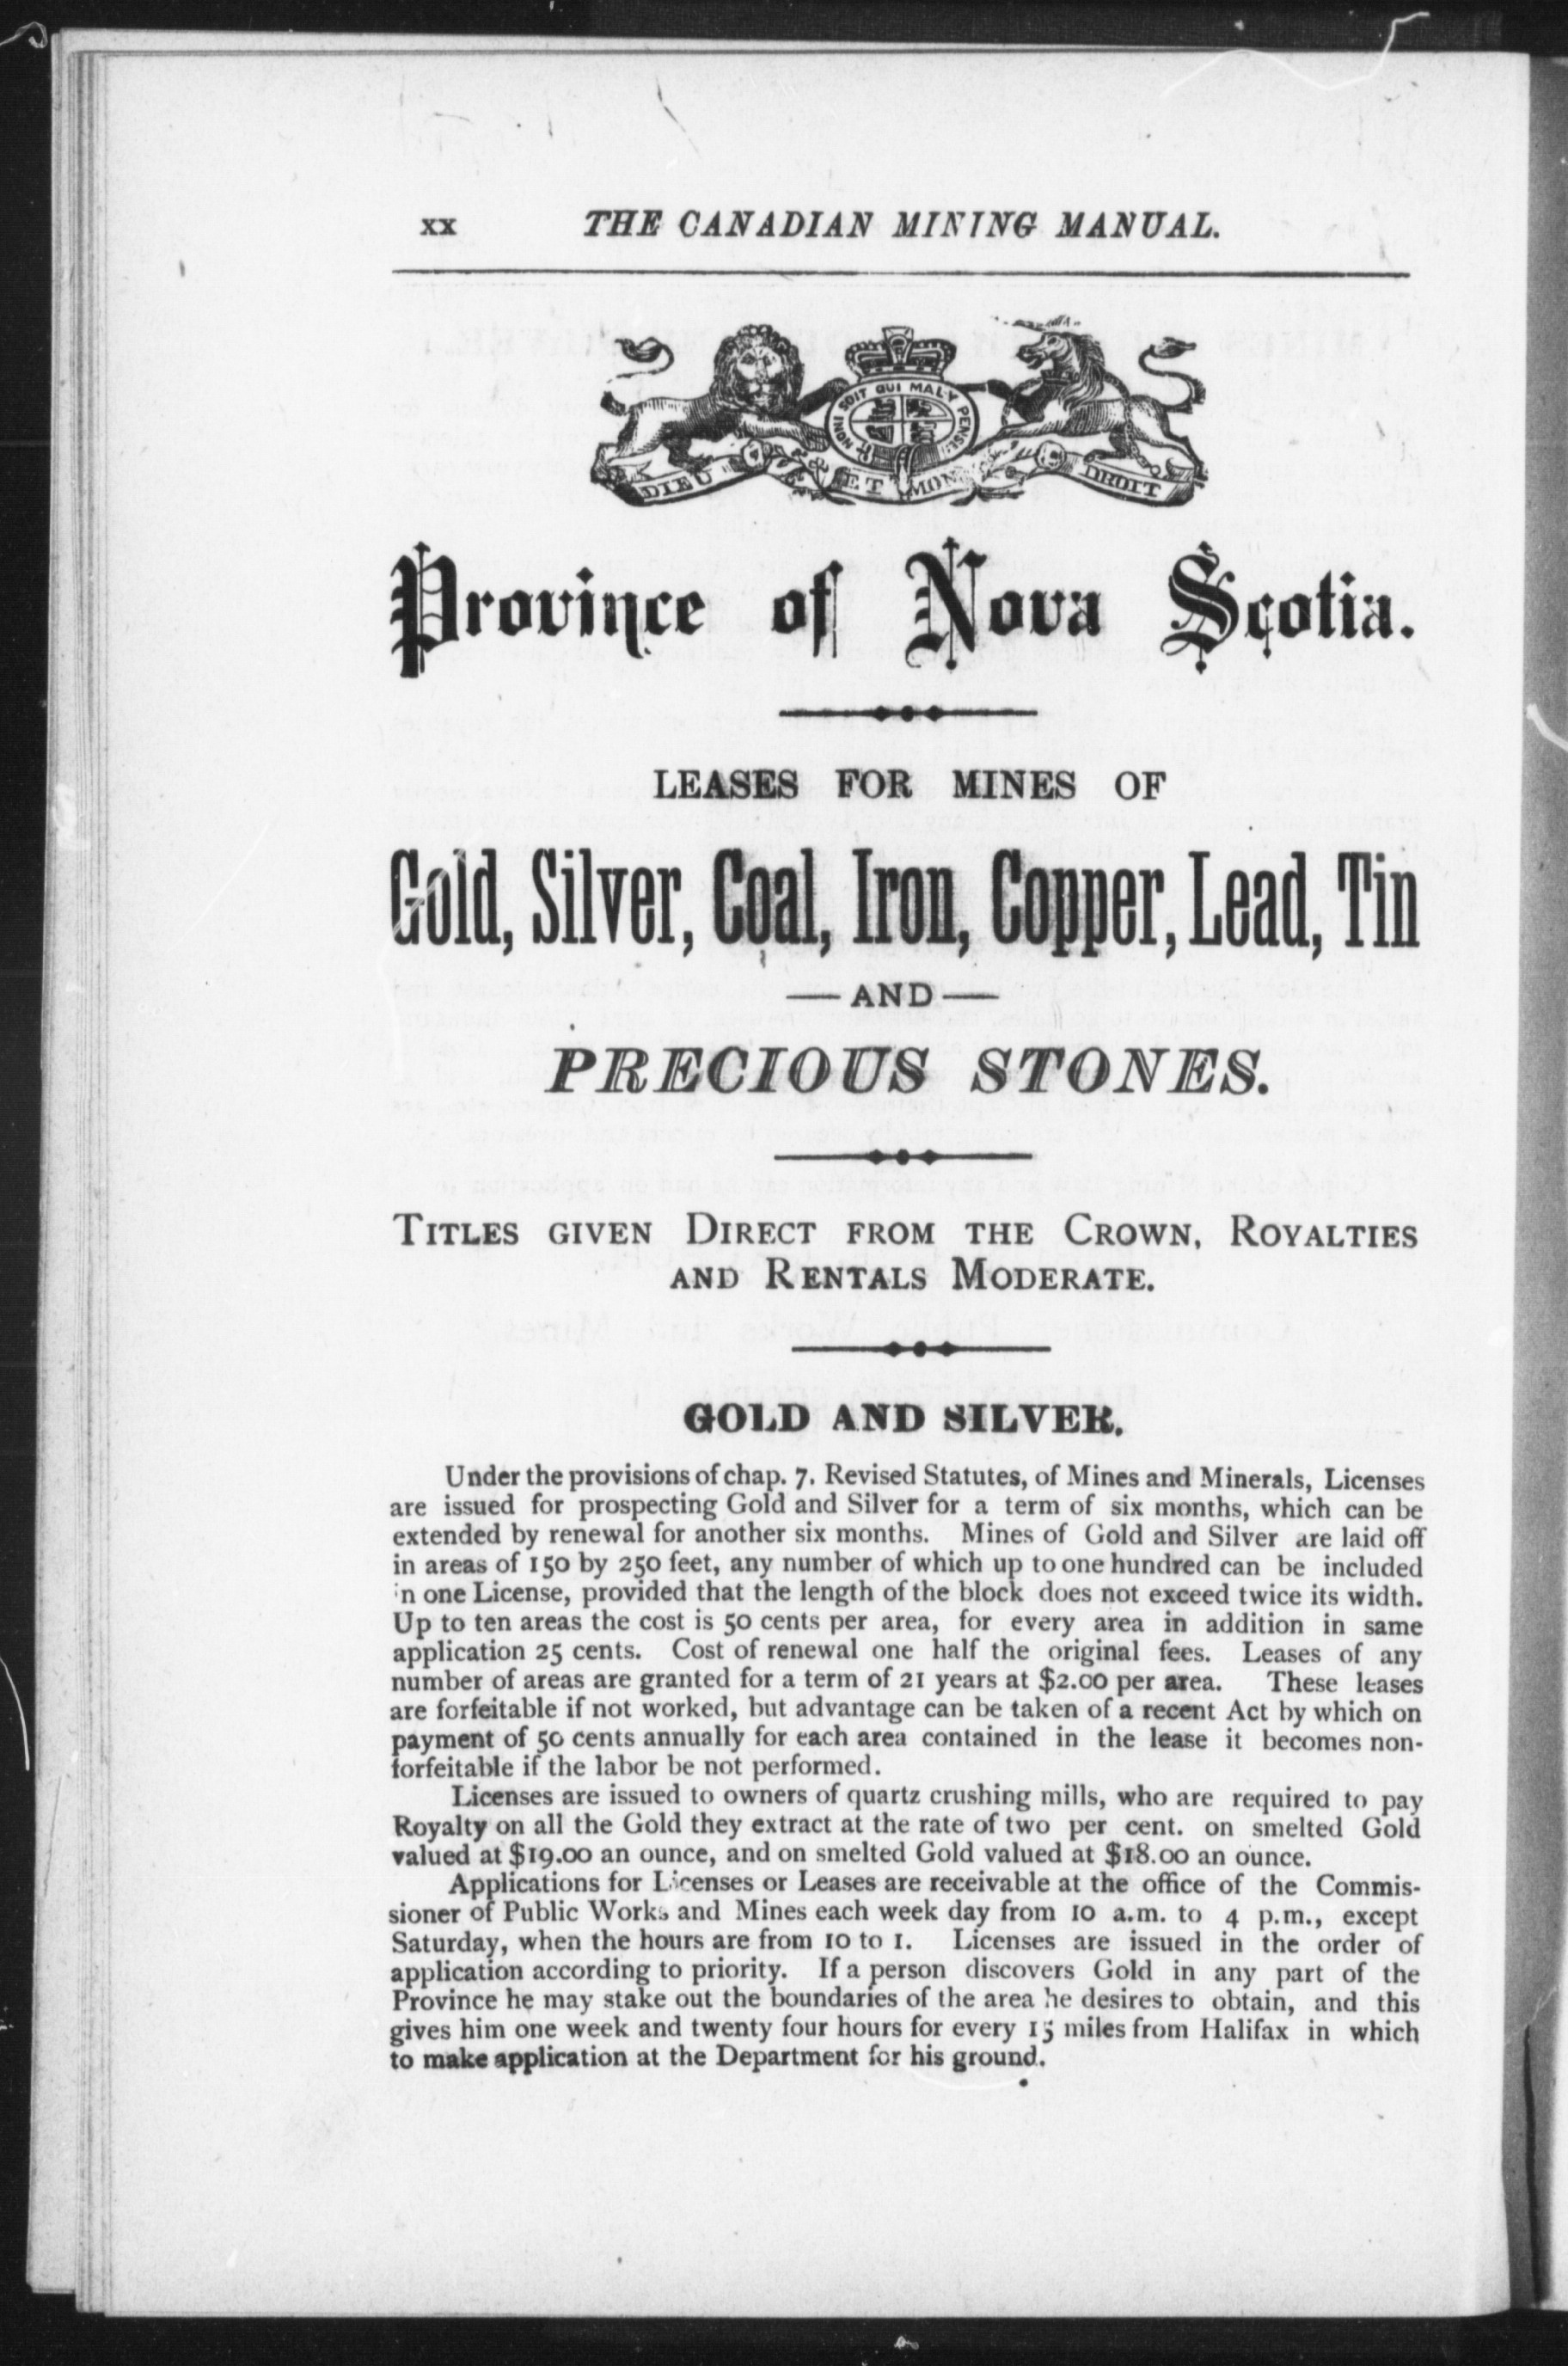 xx THE CANADIAN MINING MANUAL.
HONI SOIT QUI MAL Y PENSE
DIEU ET MON DROIT
Province of Nova Scotia.
LEASES FOR MINES OF
Gold, Silver, Coal, Iron, Copper, Lead, Tin
—AND—
PRECIOUS STONES.
TITLES GIVEN DIRECT FROM THE CROWN, ROYALTIES
AND RENTALS MODERATE.
GOLD AND SILVER.
Under the provisions of chap. 7. Revised Statutes, of Mines and Minerals, Licenses
are issued for prospecting Gold and Silver for a term of six months, which can be
extended by renewal for another six months. Mines of Gold and Silver are laid off
in areas of 150 by 250 feet, any number of which up to one hundred can be included
in one License, provided that the length of the block does not exceed twice its width.
Up to ten areas the cost is 50 cents per area, for every area in addition in same
application 25 cents. Cost of renewal one half the original fees. Leases of any
number of areas are granted for a term of 21 years at $2.00 per area. These leases
are forfeitable if not worked, but advantage can be taken of a recent Act by which on
payment of 50 cents annually for each area contained in the lease it becomes non-
forfeitable if the labor be not performed.
Licenses are issued to owners of quartz crushing mills, who are required to pay
Royalty on all the Gold they extract at the rate of two per cent. on smelted Gold
valued at $19.00 an ounce, and on smelted Gold valued at $18.00 an ounce.
Applications for Licenses or Leases are receivable at the office of the Commis-
sioner of Public Works and Mines each week day from 10 a.m. to 4 p.m., except
Saturday, when the hours are from 10 to 1. Licenses are issued in the order of
application according to priority. If a person discovers Gold in any part of the
Province he may stake out the boundaries of the area he desires to obtain, and this
gives him one week and twenty four hours for every 15 miles from Halifax in which
to make application at the Department for his ground.